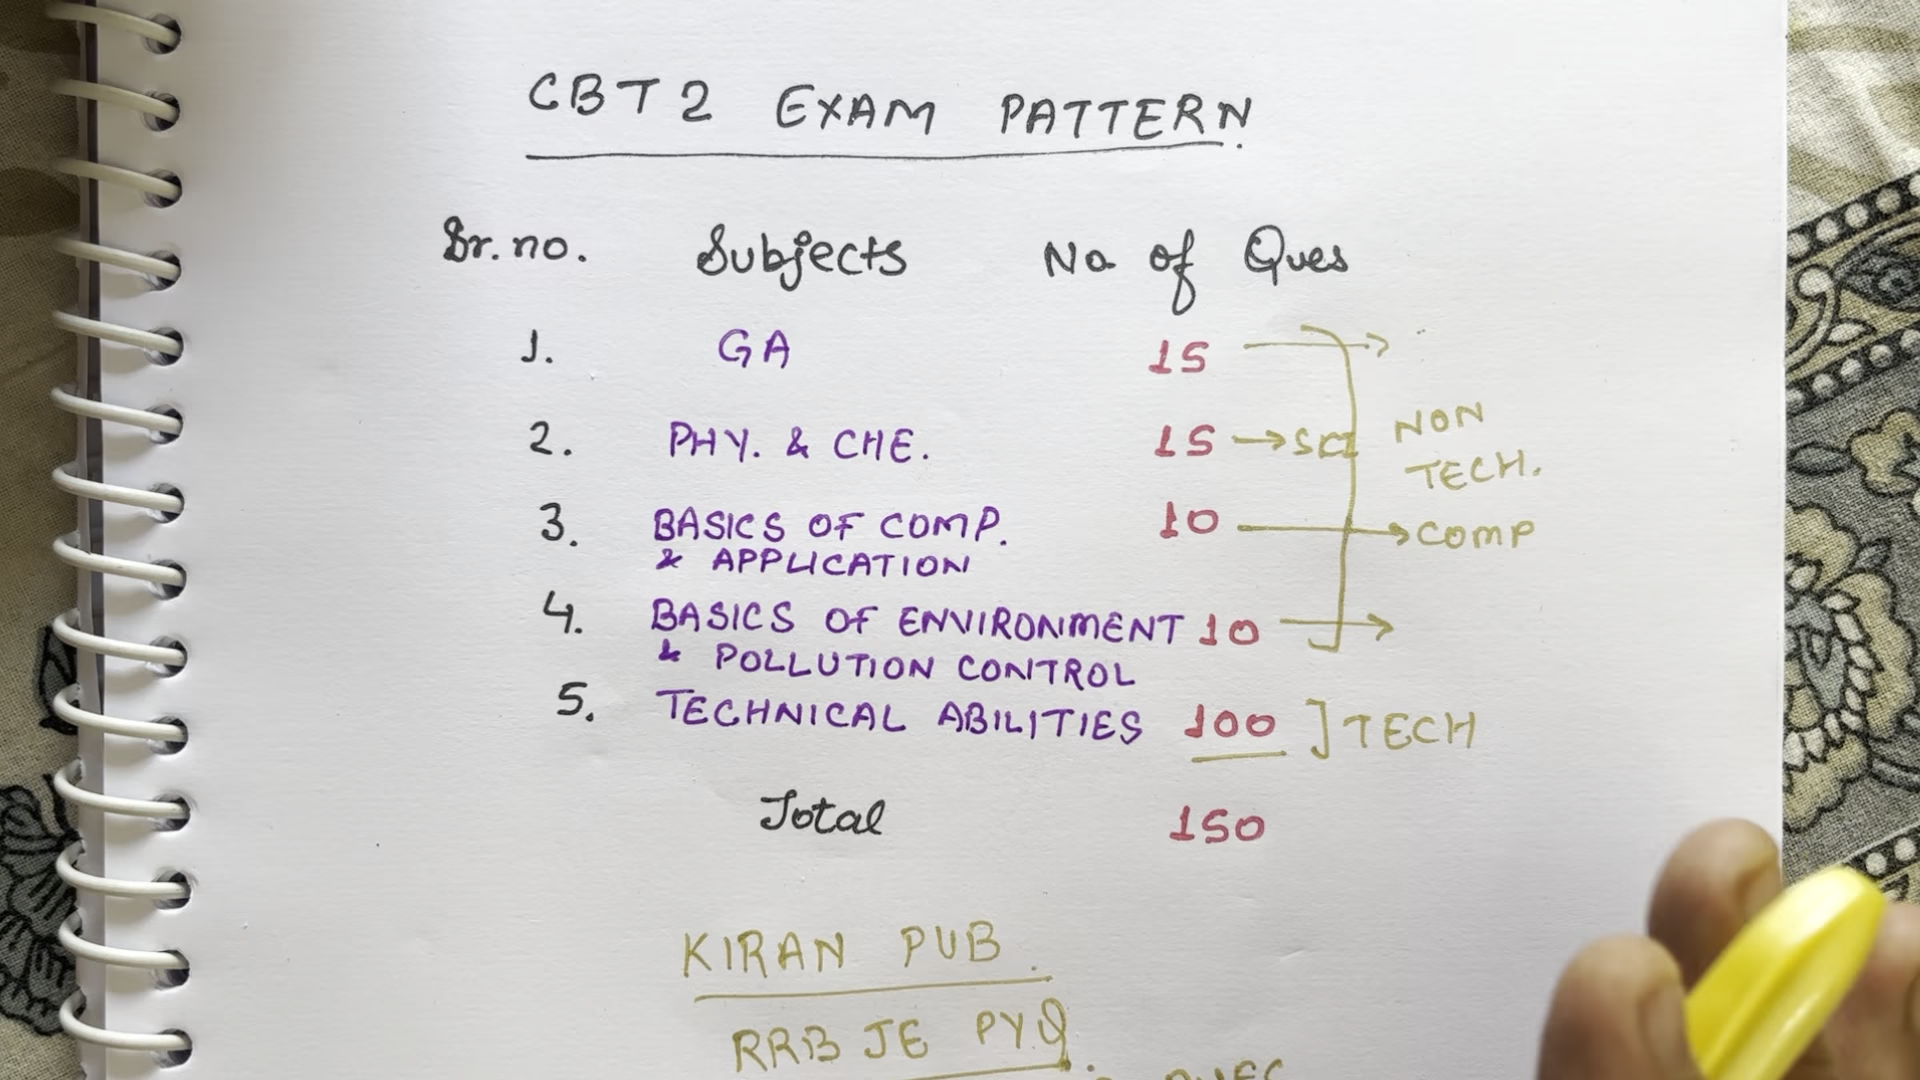 CBT 2 EXAM PATTERN.
Sr. no. Subjects No of Ques
1. GA 15 →
2. PHY. & CHE. 15 → SCI NON TECH.
3. BASICS OF COMP. 10 → COMP
& APPLICATION
4. BASICS OF ENVIRONMENT 10 →
& POLLUTION CONTROL
5. TECHNICAL ABILITIES 100 ] TECH
Total 150
KIRAN PUB.
RRB JE PYQ.